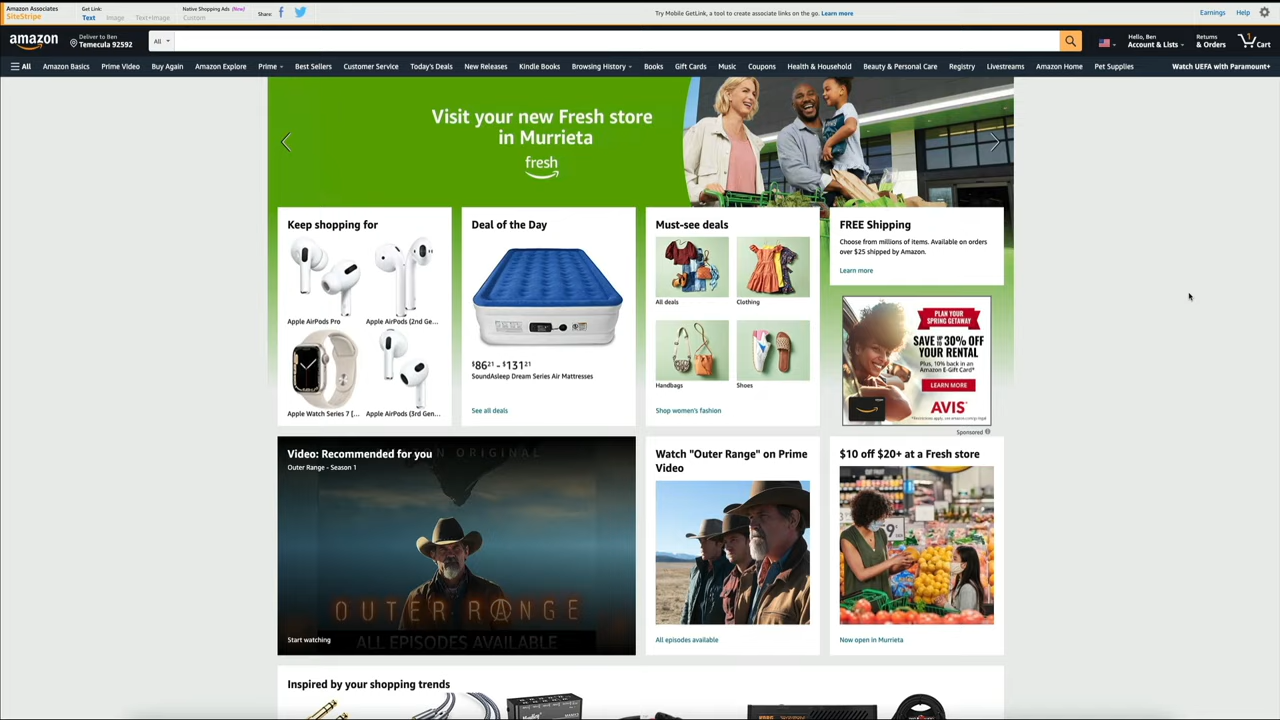 Amazon Associates
SiteStripe
Get Link:
Text Image Text+Image
Native Shopping Ads (New)
Custom
Share:
Try Mobile GetLink, a tool to create associate links on the go. Learn more
Earnings Help
amazon
Deliver to Ben
Temecula 92592
All
Hello, Ben
Account & Lists
Returns
& Orders
1
Cart
All Amazon Basics Prime Video Buy Again Amazon Explore Prime Best Sellers Customer Service Today's Deals New Releases Kindle Books Browsing History Books Gift Cards Music Coupons Health & Household Beauty & Personal Care Registry Livestreams Amazon Home Pet Supplies
Watch UEFA with Paramount+
Visit your new Fresh store
in Murrieta
fresh
Keep shopping for
Apple AirPods Pro
Apple AirPods (2nd Ge...
Apple Watch Series 7 [...
Apple AirPods (3rd Gen...
Deal of the Day
$8621 - $13121
SoundAsleep Dream Series Air Mattresses
See all deals
Must-see deals
All deals
Clothing
Handbags
Shoes
Shop women's fashion
FREE Shipping
Choose from millions of items. Available on orders
over $25 shipped by Amazon.
Learn more
PLAN YOUR
SPRING GETAWAY
SAVE UP TO 30% OFF
YOUR RENTAL
Plus, 10% back in an
Amazon E-Gift Card*
LEARN MORE
AVIS
Sponsored
Video: Recommended for you
Outer Range - Season 1
ORIGINAL
OUTER RANGE
ALL EPISODES AVAILABLE
Start watching
Watch "Outer Range" on Prime
Video
All episodes available
$10 off $20+ at a Fresh store
Now open in Murrieta
Inspired by your shopping trends